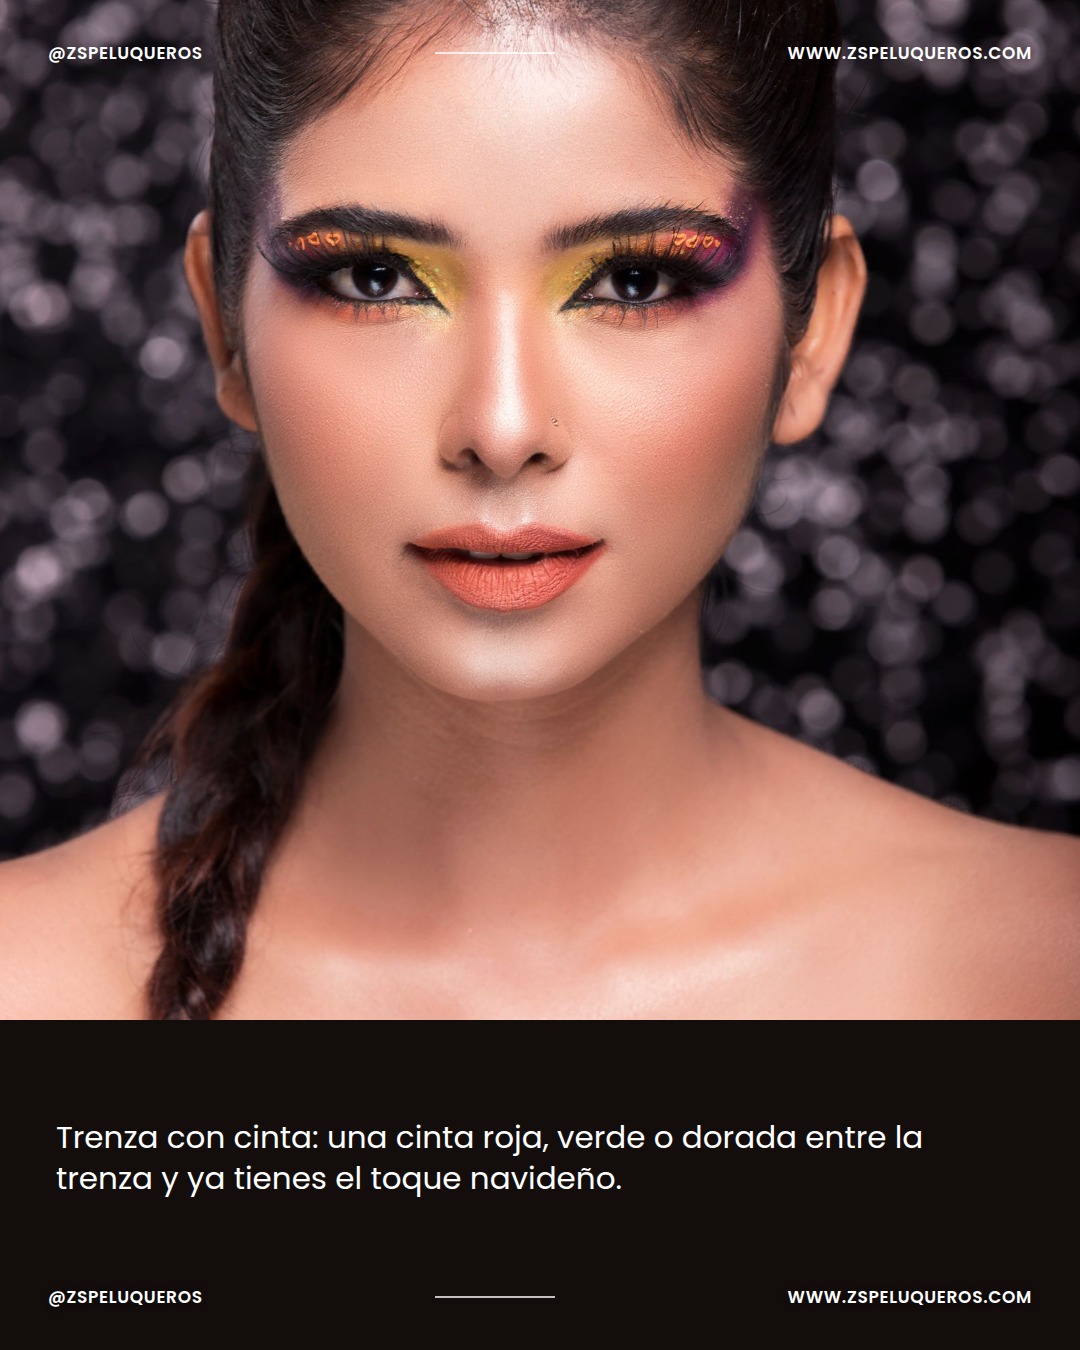 @ZSPELUQUEROS
WWW.ZSPELUQUEROS.COM
Trenza con cinta: una cinta roja, verde o dorada entre la
trenza y ya tienes el toque navideño.
@ZSPELUQUEROS
WWW.ZSPELUQUEROS.COM